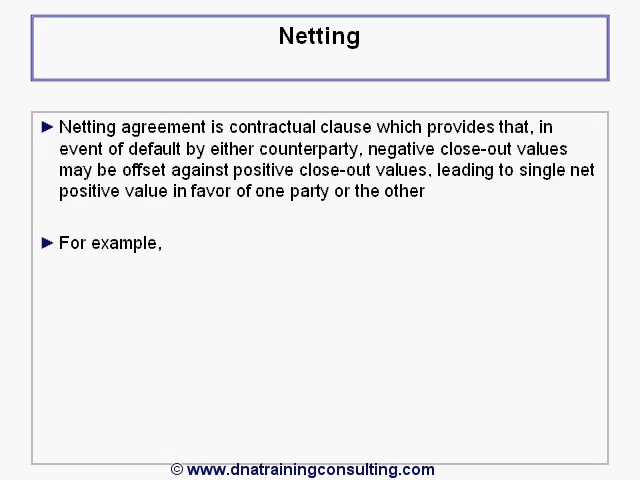 Netting
► Netting agreement is contractual clause which provides that, in
event of default by either counterparty, negative close-out values
may be offset against positive close-out values, leading to single net
positive value in favor of one party or the other
► For example,
© www.dnatrainingconsulting.com